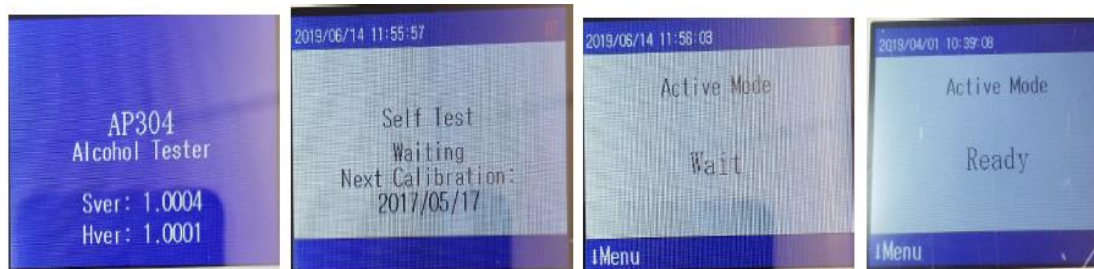 AP304
Alcohol Tester
Sver: 1.0004
Hver: 1.0001
2019/06/14 11:55:57
Self Test
Waiting
Next Calibration:
2017/05/17
2019/06/14 11:56:03
Active Mode
Wait
↓Menu
2019/04/01 10:39:08
Active Mode
Ready
↓Menu